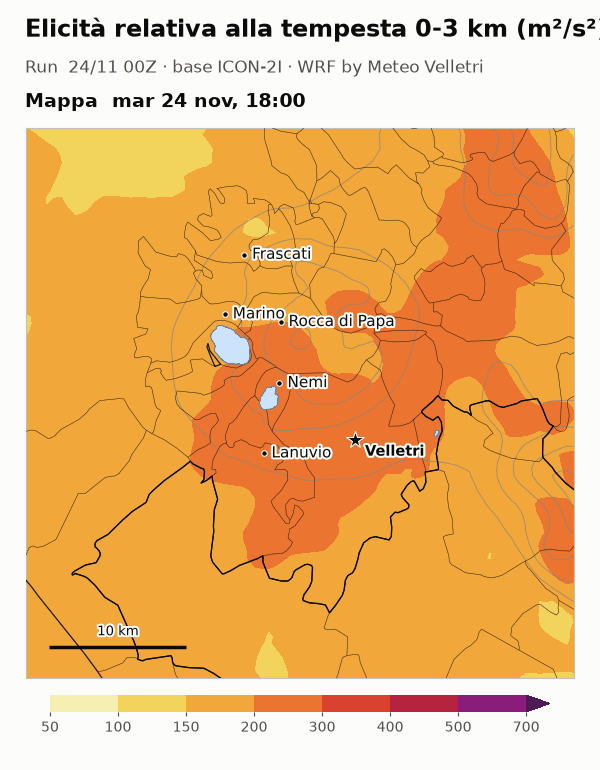 Elicità relativa alla tempesta 0-3 km (m²/s²)
Run 24/11 00Z · base ICON-2I · WRF by Meteo Velletri
Mappa mar 24 nov, 18:00
Frascati
Marino
Rocca di Papa
Nemi
Velletri
Lanuvio
10 km
50 100 150 200 300 400 500 700